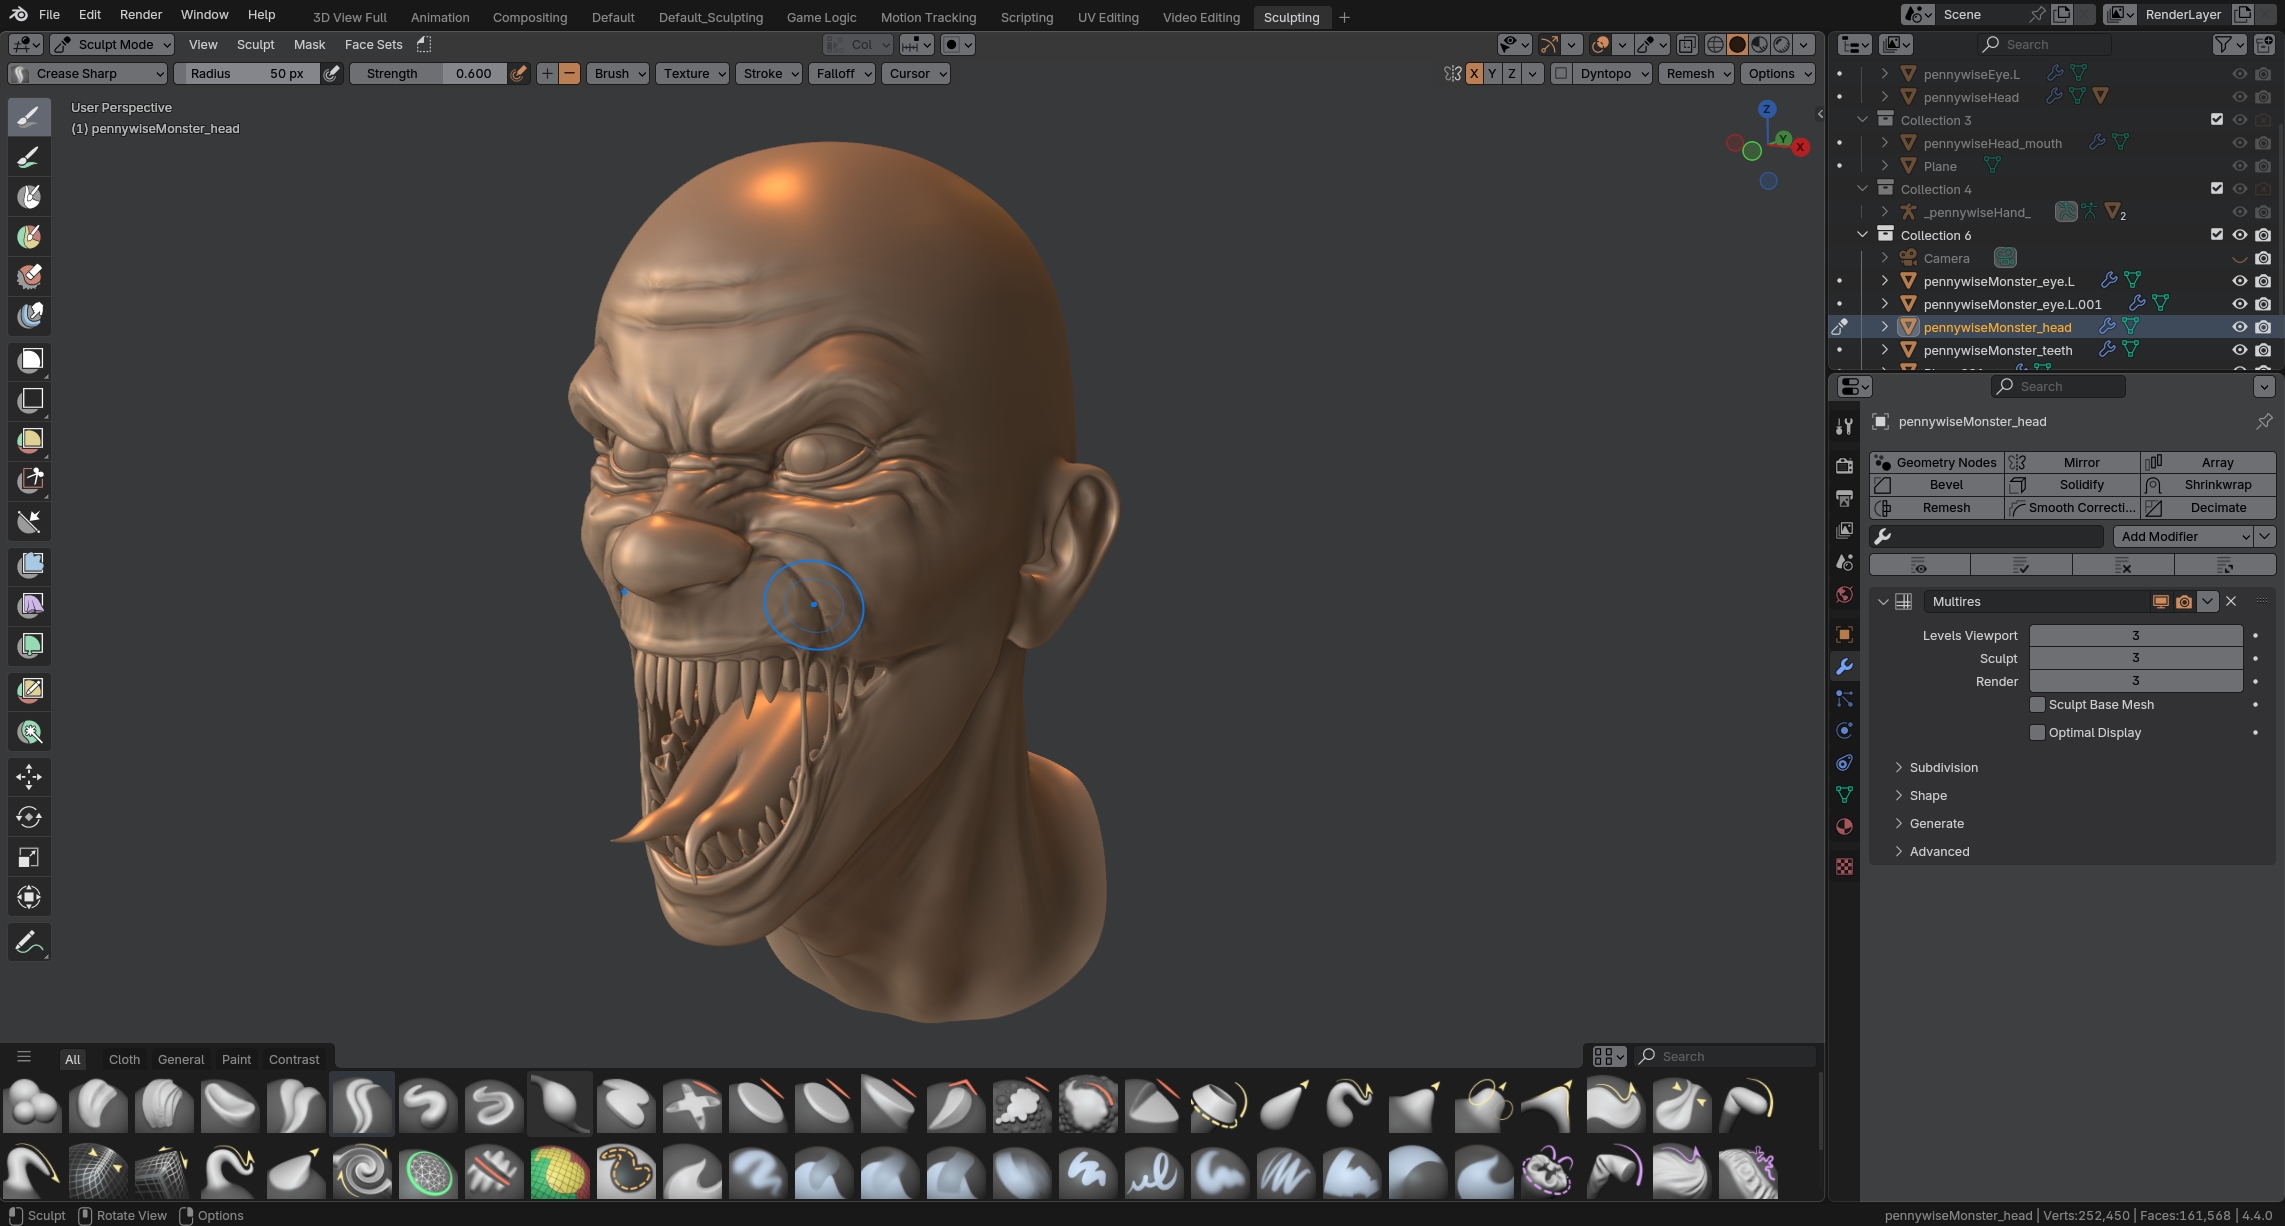 File Edit Render Window Help 3D View Full Animation Compositing Default Default_Sculpting Game Logic Motion Tracking Scripting UV Editing Video Editing Sculpting Scene RenderLayer
Sculpt Mode View Sculpt Mask Face Sets Col Search
Crease Sharp Radius 50 px Strength 0.600 Brush Texture Stroke Falloff Cursor X Y Z Dyntopo Remesh Options
User Perspective
(1) pennywiseMonster_head
Z
Y
X
pennywiseEye.L
pennywiseHead
Collection 3
pennywiseHead_mouth
Plane
Collection 4
_pennywiseHand_ 2
Collection 6
Camera
pennywiseMonster_eye.L
pennywiseMonster_eye.L.001
pennywiseMonster_head
pennywiseMonster_teeth
Search
pennywiseMonster_head
Geometry Nodes Mirror Array
Bevel Solidify Shrinkwrap
Remesh Smooth Correcti... Decimate
Add Modifier
Multires
Levels Viewport 3
Sculpt 3
Render 3
Sculpt Base Mesh
Optimal Display
Subdivision
Shape
Generate
Advanced
All Cloth General Paint Contrast Search
Sculpt Rotate View Options pennywiseMonster_head | Verts:252,450 | Faces:161,568 | 4.4.0